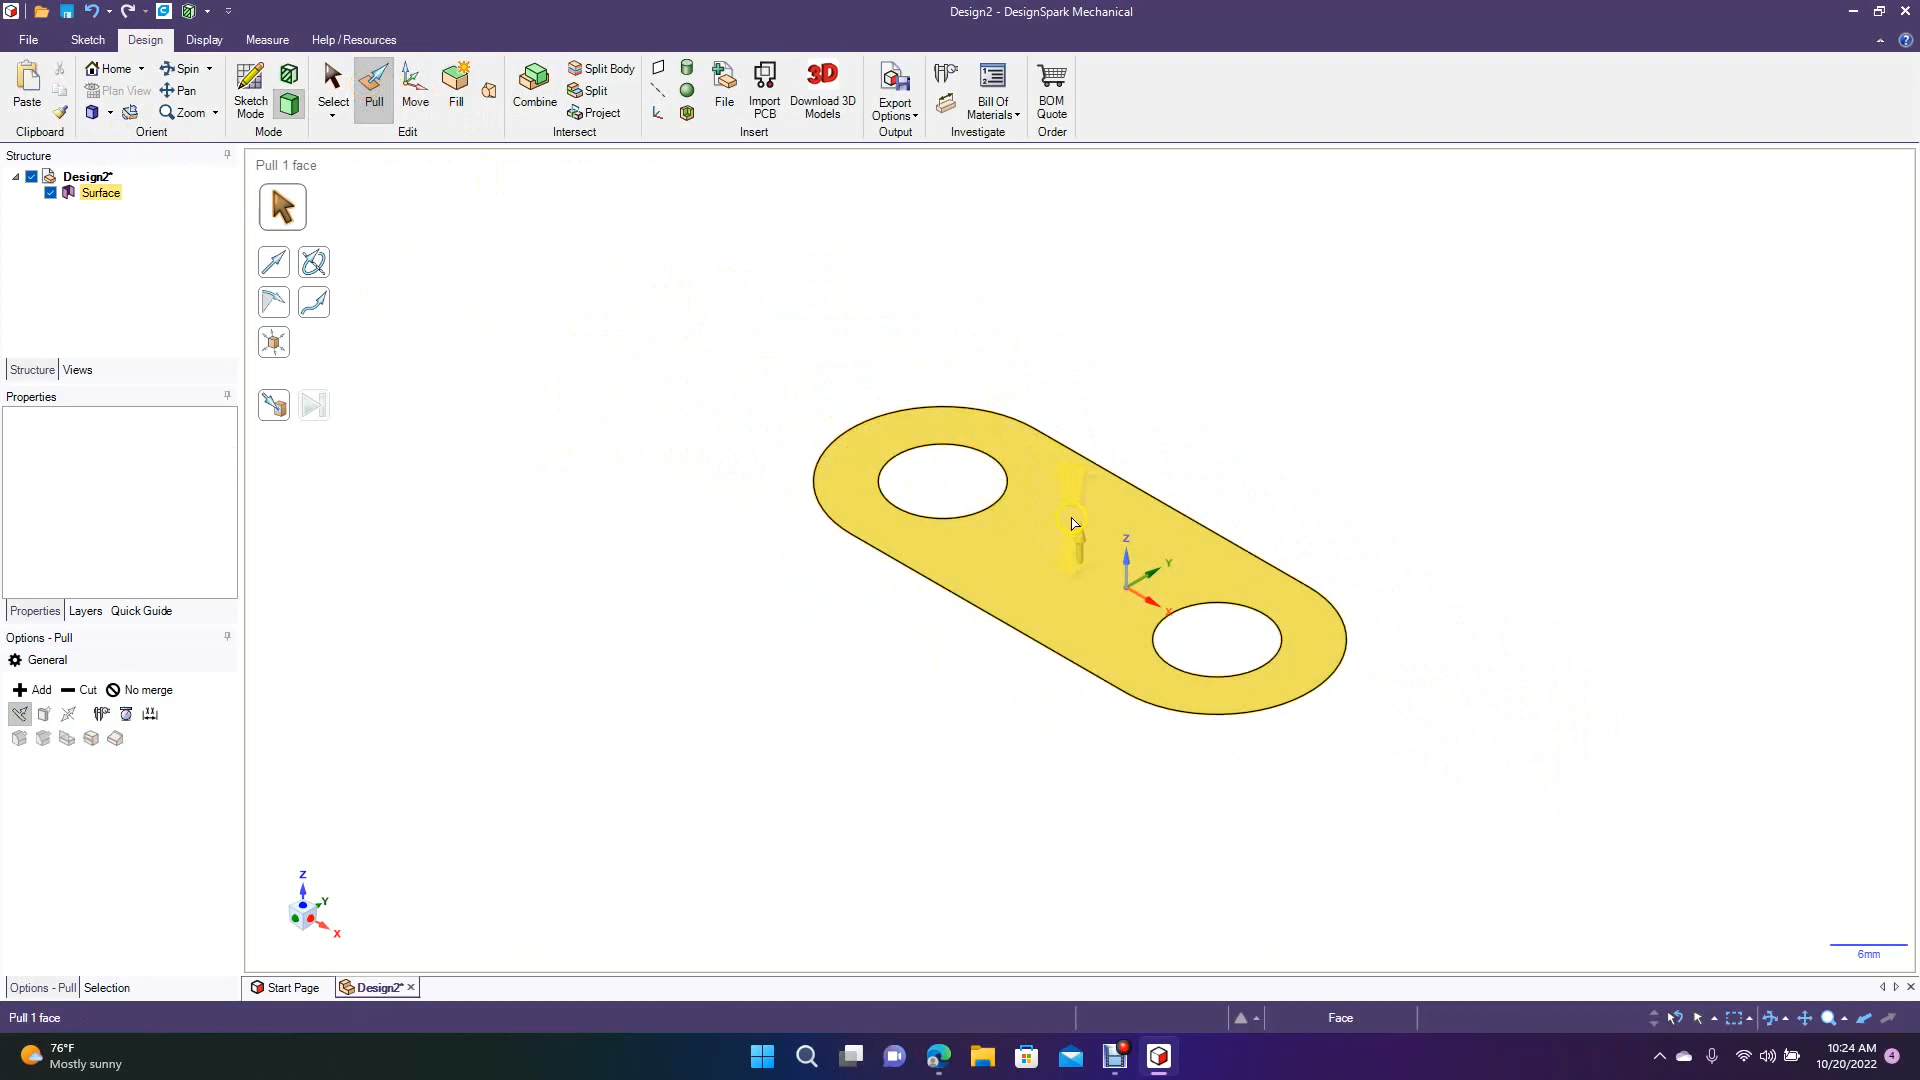 Design2 - DesignSpark Mechanical
File Sketch Design Display Measure Help / Resources
Paste
Clipboard
Home Spin
Plan View Pan
Zoom
Orient
Sketch Mode
Mode
Select Pull Move Fill
Edit
Combine
Split Body
Split
Project
Intersect
File
Import PCB
3D
Download 3D Models
Insert
Export Options
Output
Bill Of Materials
Investigate
BOM Quote
Order
Structure
Design2*
Surface
Structure Views
Properties
Properties Layers Quick Guide
Options - Pull
General
Add Cut No merge
Options - Pull Selection
Pull 1 face
Z
Y
X
Z
Y
X
6mm
Start Page Design2*
Pull 1 face
Face
76°F
Mostly sunny
10:24 AM
10/20/2022
4